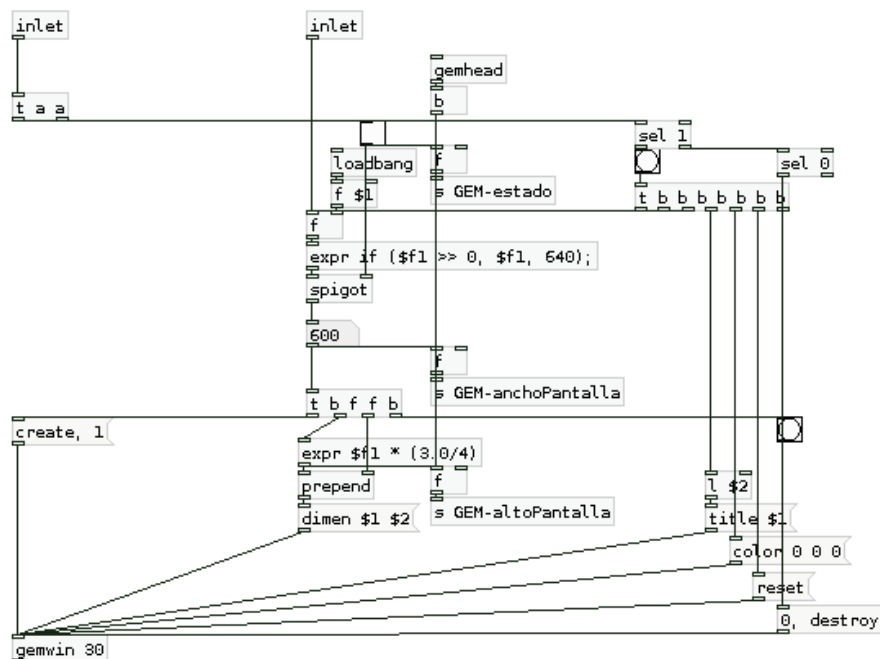 inlet
inlet
gemhead
t a a
b
sel 1
loadbang
f
sel 0
f $1
s GEM-estado
t b b b b b b b
f
expr if ($f1 >> 0, $f1, 640);
spigot
600
f
s GEM-anchoPantalla
t b f f b
create, 1
expr $f1 * (3.0/4)
prepend
f
l $2
dimen $1 $2
s GEM-altoPantalla
title $1
color 0 0 0
reset
0, destroy
gemwin 30